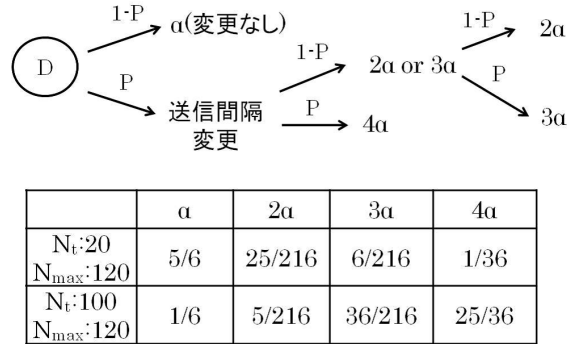 1-P
α(変更なし)
D
P
送信間隔
変更
1-P
2α or 3α
P
4α
1-P
2α
P
3α
α 2α 3α 4α
Nt:20
Nmax:120
5/6 25/216 6/216 1/36
Nt:100
Nmax:120
1/6 5/216 36/216 25/36